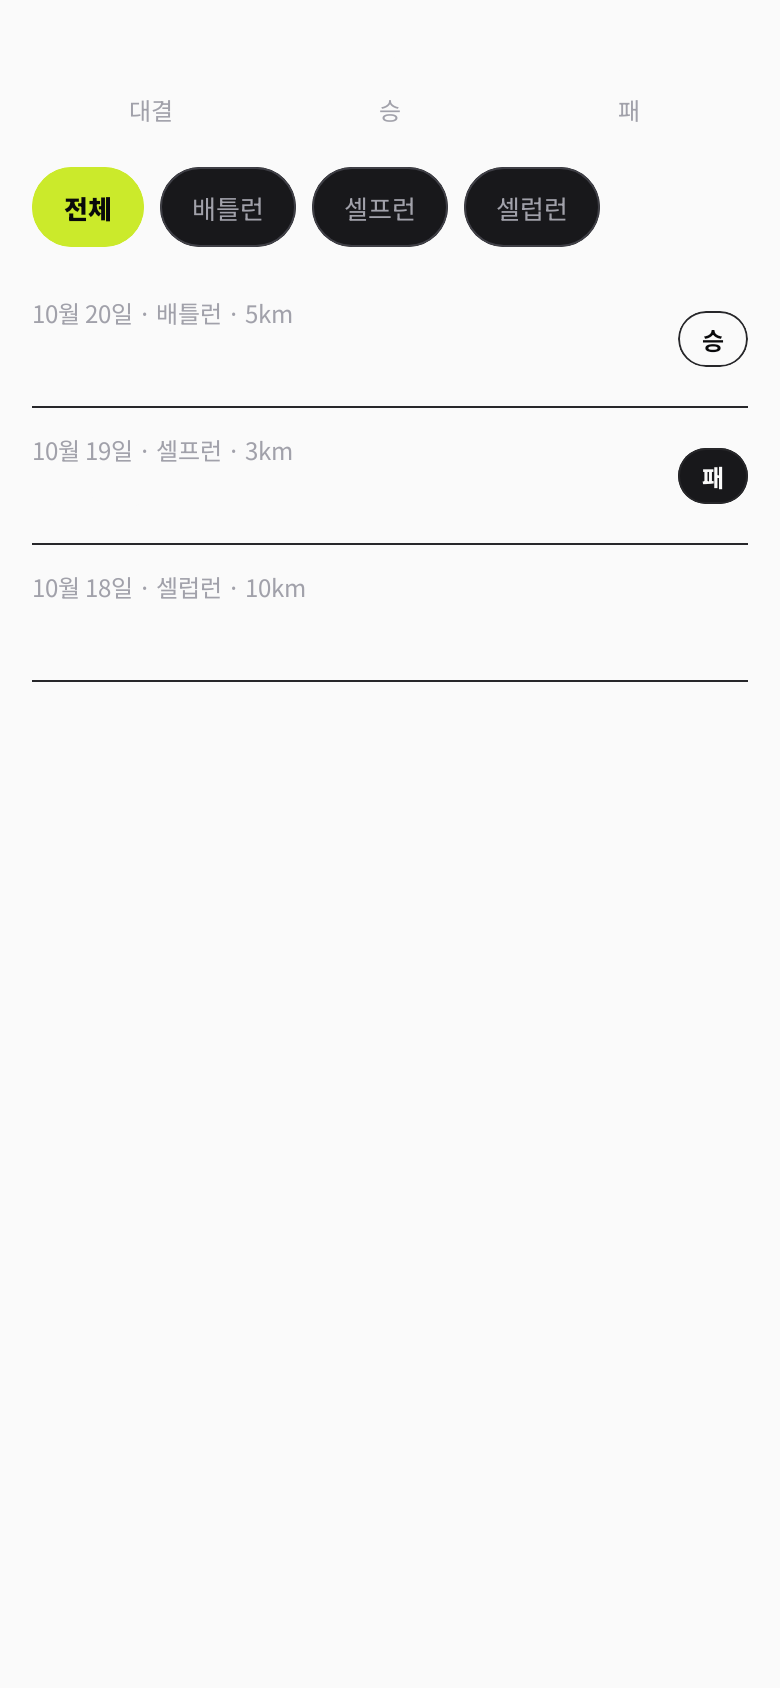 대결 승 패
전체 배틀런 셀프런 셀럽런
10월 20일 · 배틀런 · 5km
승
10월 19일 · 셀프런 · 3km
패
10월 18일 · 셀럽런 · 10km